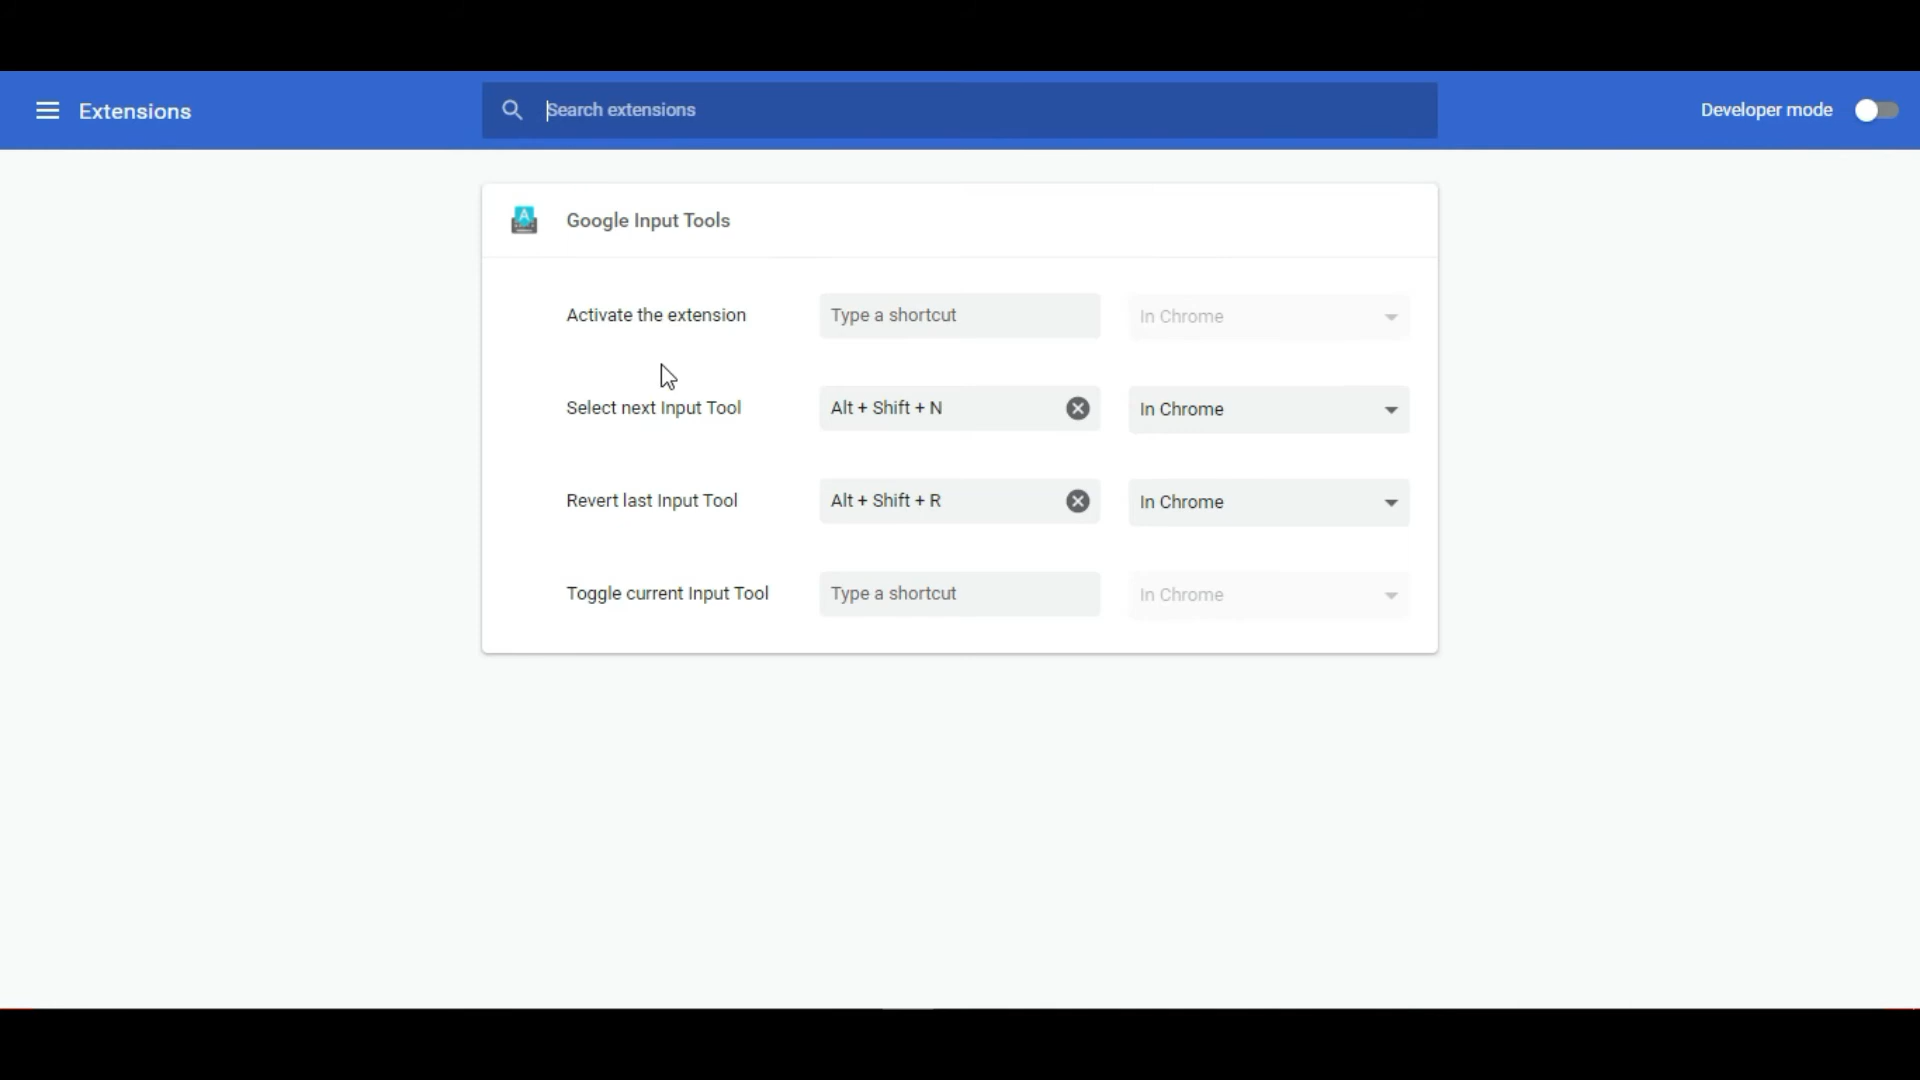 Extensions
Search extensions
Developer mode
A
Google Input Tools
Activate the extension
Type a shortcut
In Chrome
Select next Input Tool
Alt + Shift + N
In Chrome
Revert last Input Tool
Alt + Shift + R
In Chrome
Toggle current Input Tool
Type a shortcut
In Chrome